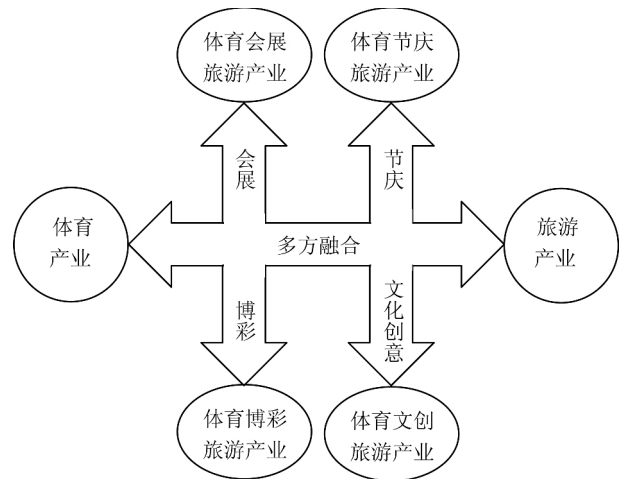 体育会展
旅游产业
体育节庆
旅游产业
会展
节庆
体育
产业
多方融合
旅游
产业
博彩
文化创意
体育博彩
旅游产业
体育文创
旅游产业